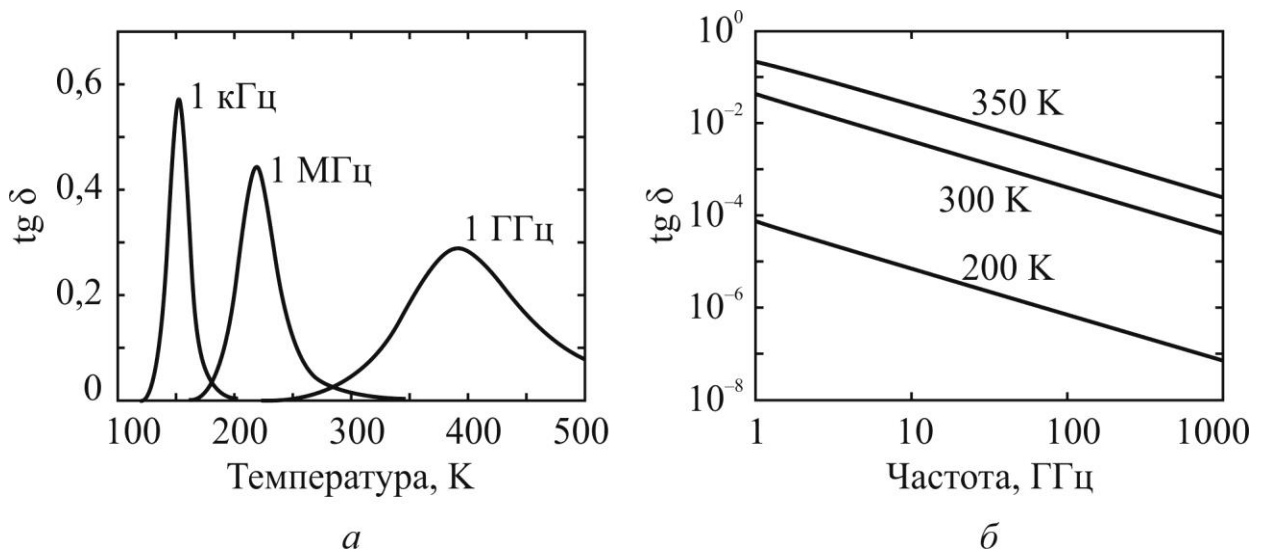 tg δ
0,6
0,4
0,2
0
1 кГц
1 МГц
1 ГГц
100 200 300 400 500
Температура, K
а
tg δ
10⁰
10⁻²
10⁻⁴
10⁻⁶
10⁻⁸
350 K
300 K
200 K
1 10 100 1000
Частота, ГГц
б